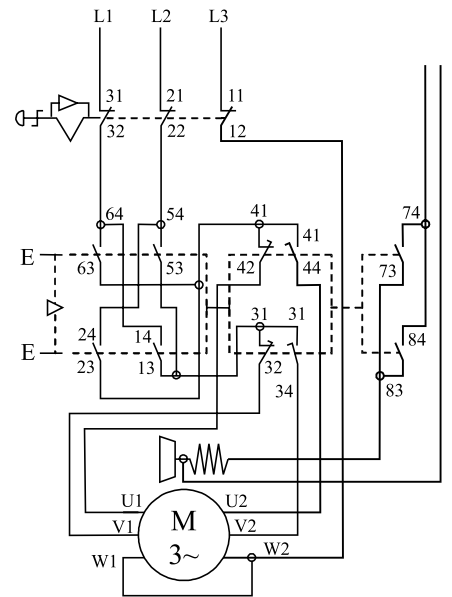 L1 L2 L3
31 21 11
32 22 12
64 54 41 74
41
E 63 53 42 44 73
24 14 31 31 84
E 23 13 32 83
34
U1 U2
V1 M V2
W1 3~ W2